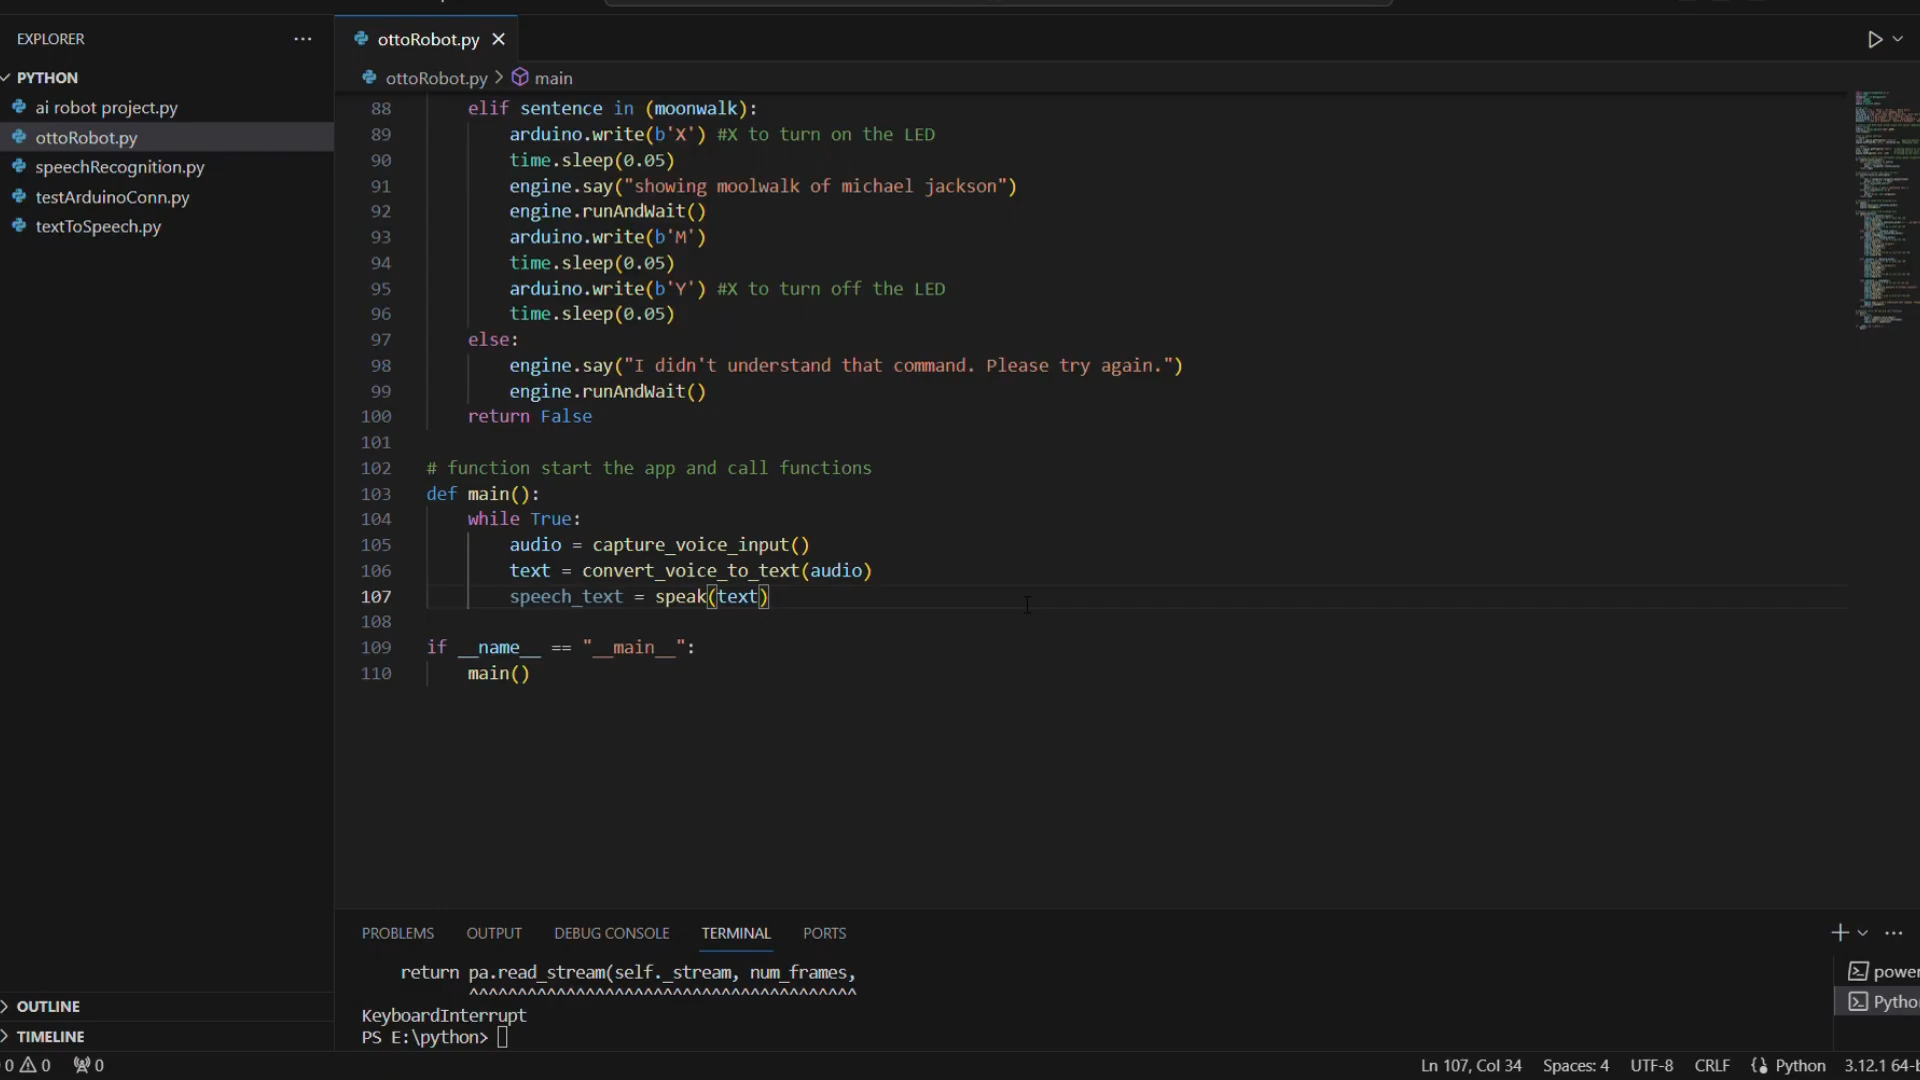 EXPLORER
ottoRobot.py
PYTHON
ai robot project.py
ottoRobot.py
speechRecognition.py
testArduinoConn.py
textToSpeech.py
ottoRobot.py > main
88 elif sentence in (moonwalk):
89 arduino.write(b'X') #X to turn on the LED
90 time.sleep(0.05)
91 engine.say("showing moolwalk of michael jackson")
92 engine.runAndWait()
93 arduino.write(b'M')
94 time.sleep(0.05)
95 arduino.write(b'Y') #X to turn off the LED
96 time.sleep(0.05)
97 else:
98 engine.say("I didn't understand that command. Please try again.")
99 engine.runAndWait()
100 return False
101
102 # function start the app and call functions
103 def main():
104 while True:
105 audio = capture_voice_input()
106 text = convert_voice_to_text(audio)
107 speech_text = speak(text)
108
109 if __name__ == "__main__":
110 main()
PROBLEMS OUTPUT DEBUG CONSOLE TERMINAL PORTS
return pa.read_stream(self._stream, num_frames,
^^^^^^^^^^^^^^^^^^^^^^^^^^^^^^^^^^^^^
KeyboardInterrupt
PS E:\python>
power
Pytho
OUTLINE
TIMELINE
0 0 0 Ln 107, Col 34 Spaces: 4 UTF-8 CRLF Python 3.12.1 64-b